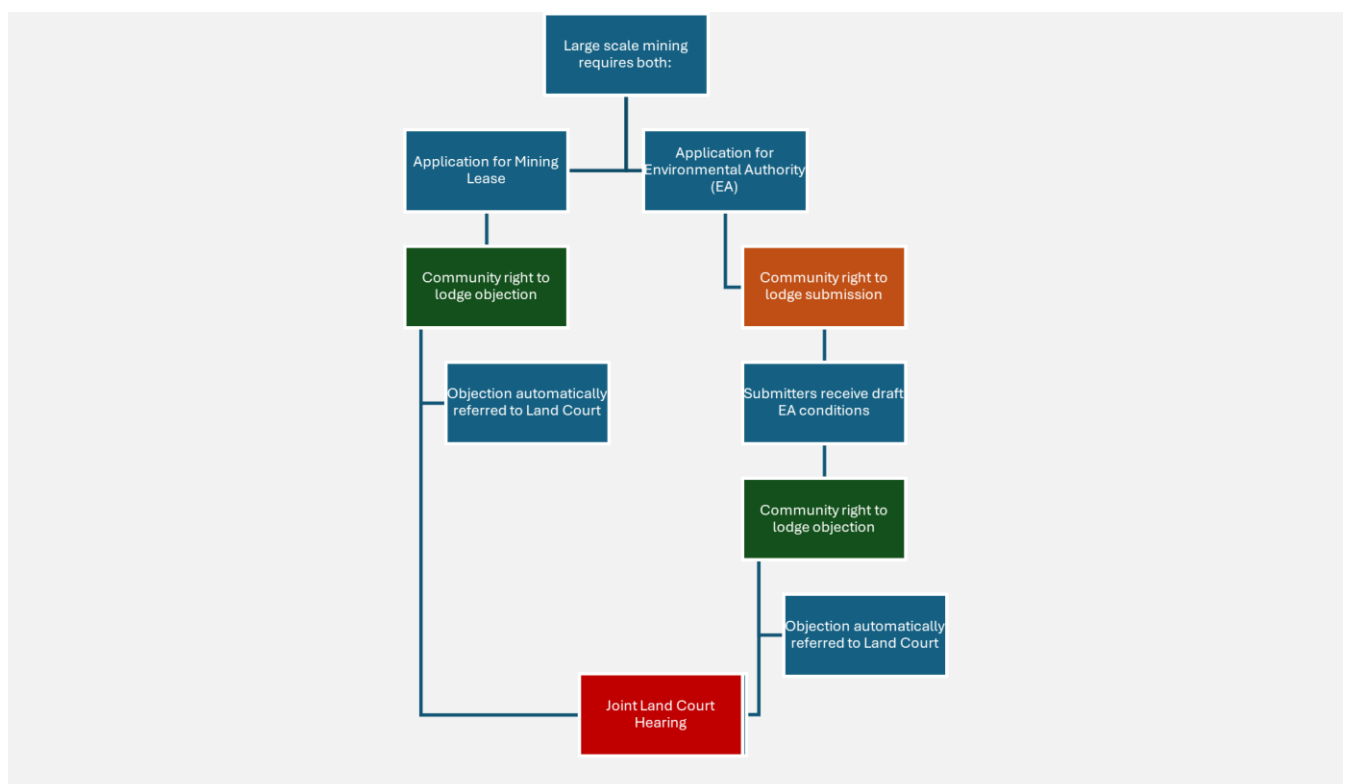 Large scale mining
requires both:
Application for Mining
Lease
Application for
Environmental Authority
(EA)
Community right to
lodge objection
Community right to
lodge submission
Objection automatically
referred to Land Court
Submitters receive draft
EA conditions
Community right to
lodge objection
Objection automatically
referred to Land Court
Joint Land Court
Hearing